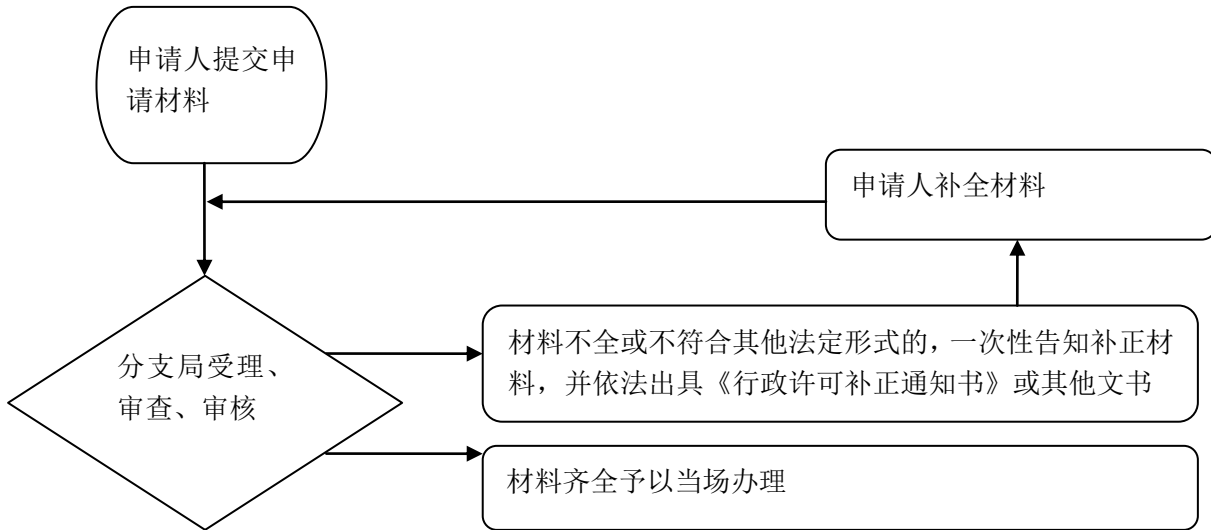 申请人提交申
请材料
申请人补全材料
分支局受理、
审查、审核
材料不全或不符合其他法定形式的，一次性告知补正材
料，并依法出具《行政许可补正通知书》或其他文书
材料齐全予以当场办理